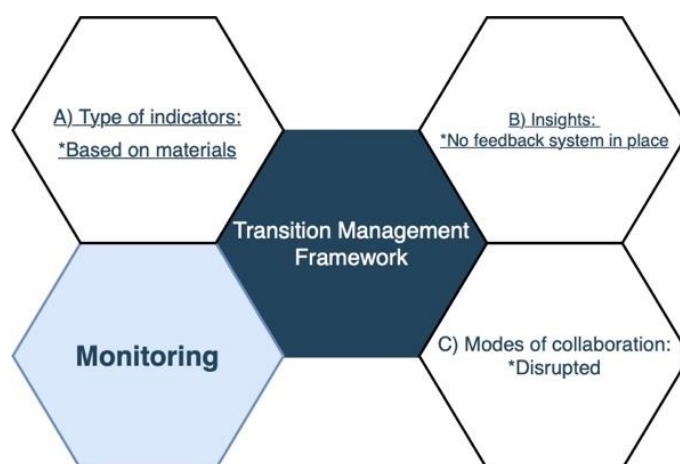 A) Type of indicators:
*Based on materials
B) Insights:
*No feedback system in place
Transition Management
Framework
Monitoring
C) Modes of collaboration:
*Disrupted